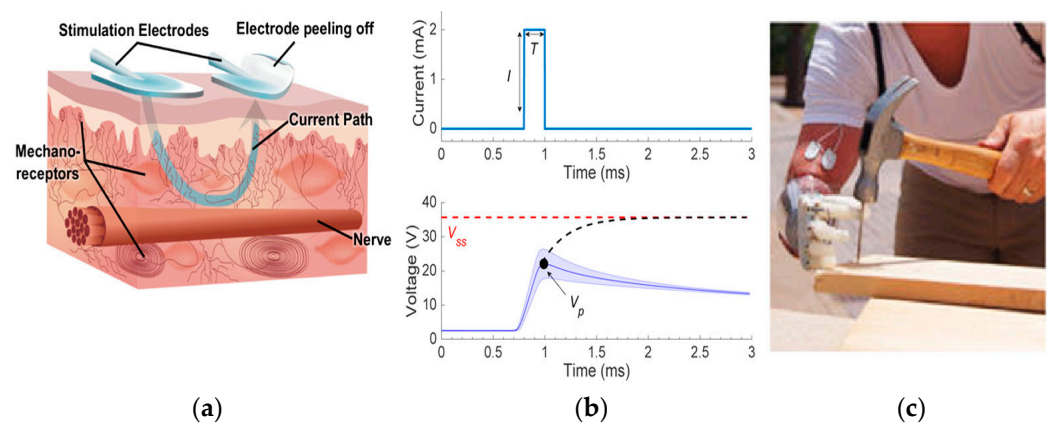 Stimulation Electrodes
Electrode peeling off
Current Path
Mechano-
receptors
Nerve
Current (mA)
2
1
0
I
T
0
0.5
1
1.5
2
2.5
3
Time (ms)
Voltage (V)
40
30
20
10
0
Vss
Vp
0
0.5
1
1.5
2
2.5
3
Time (ms)
(a)
(b)
(c)